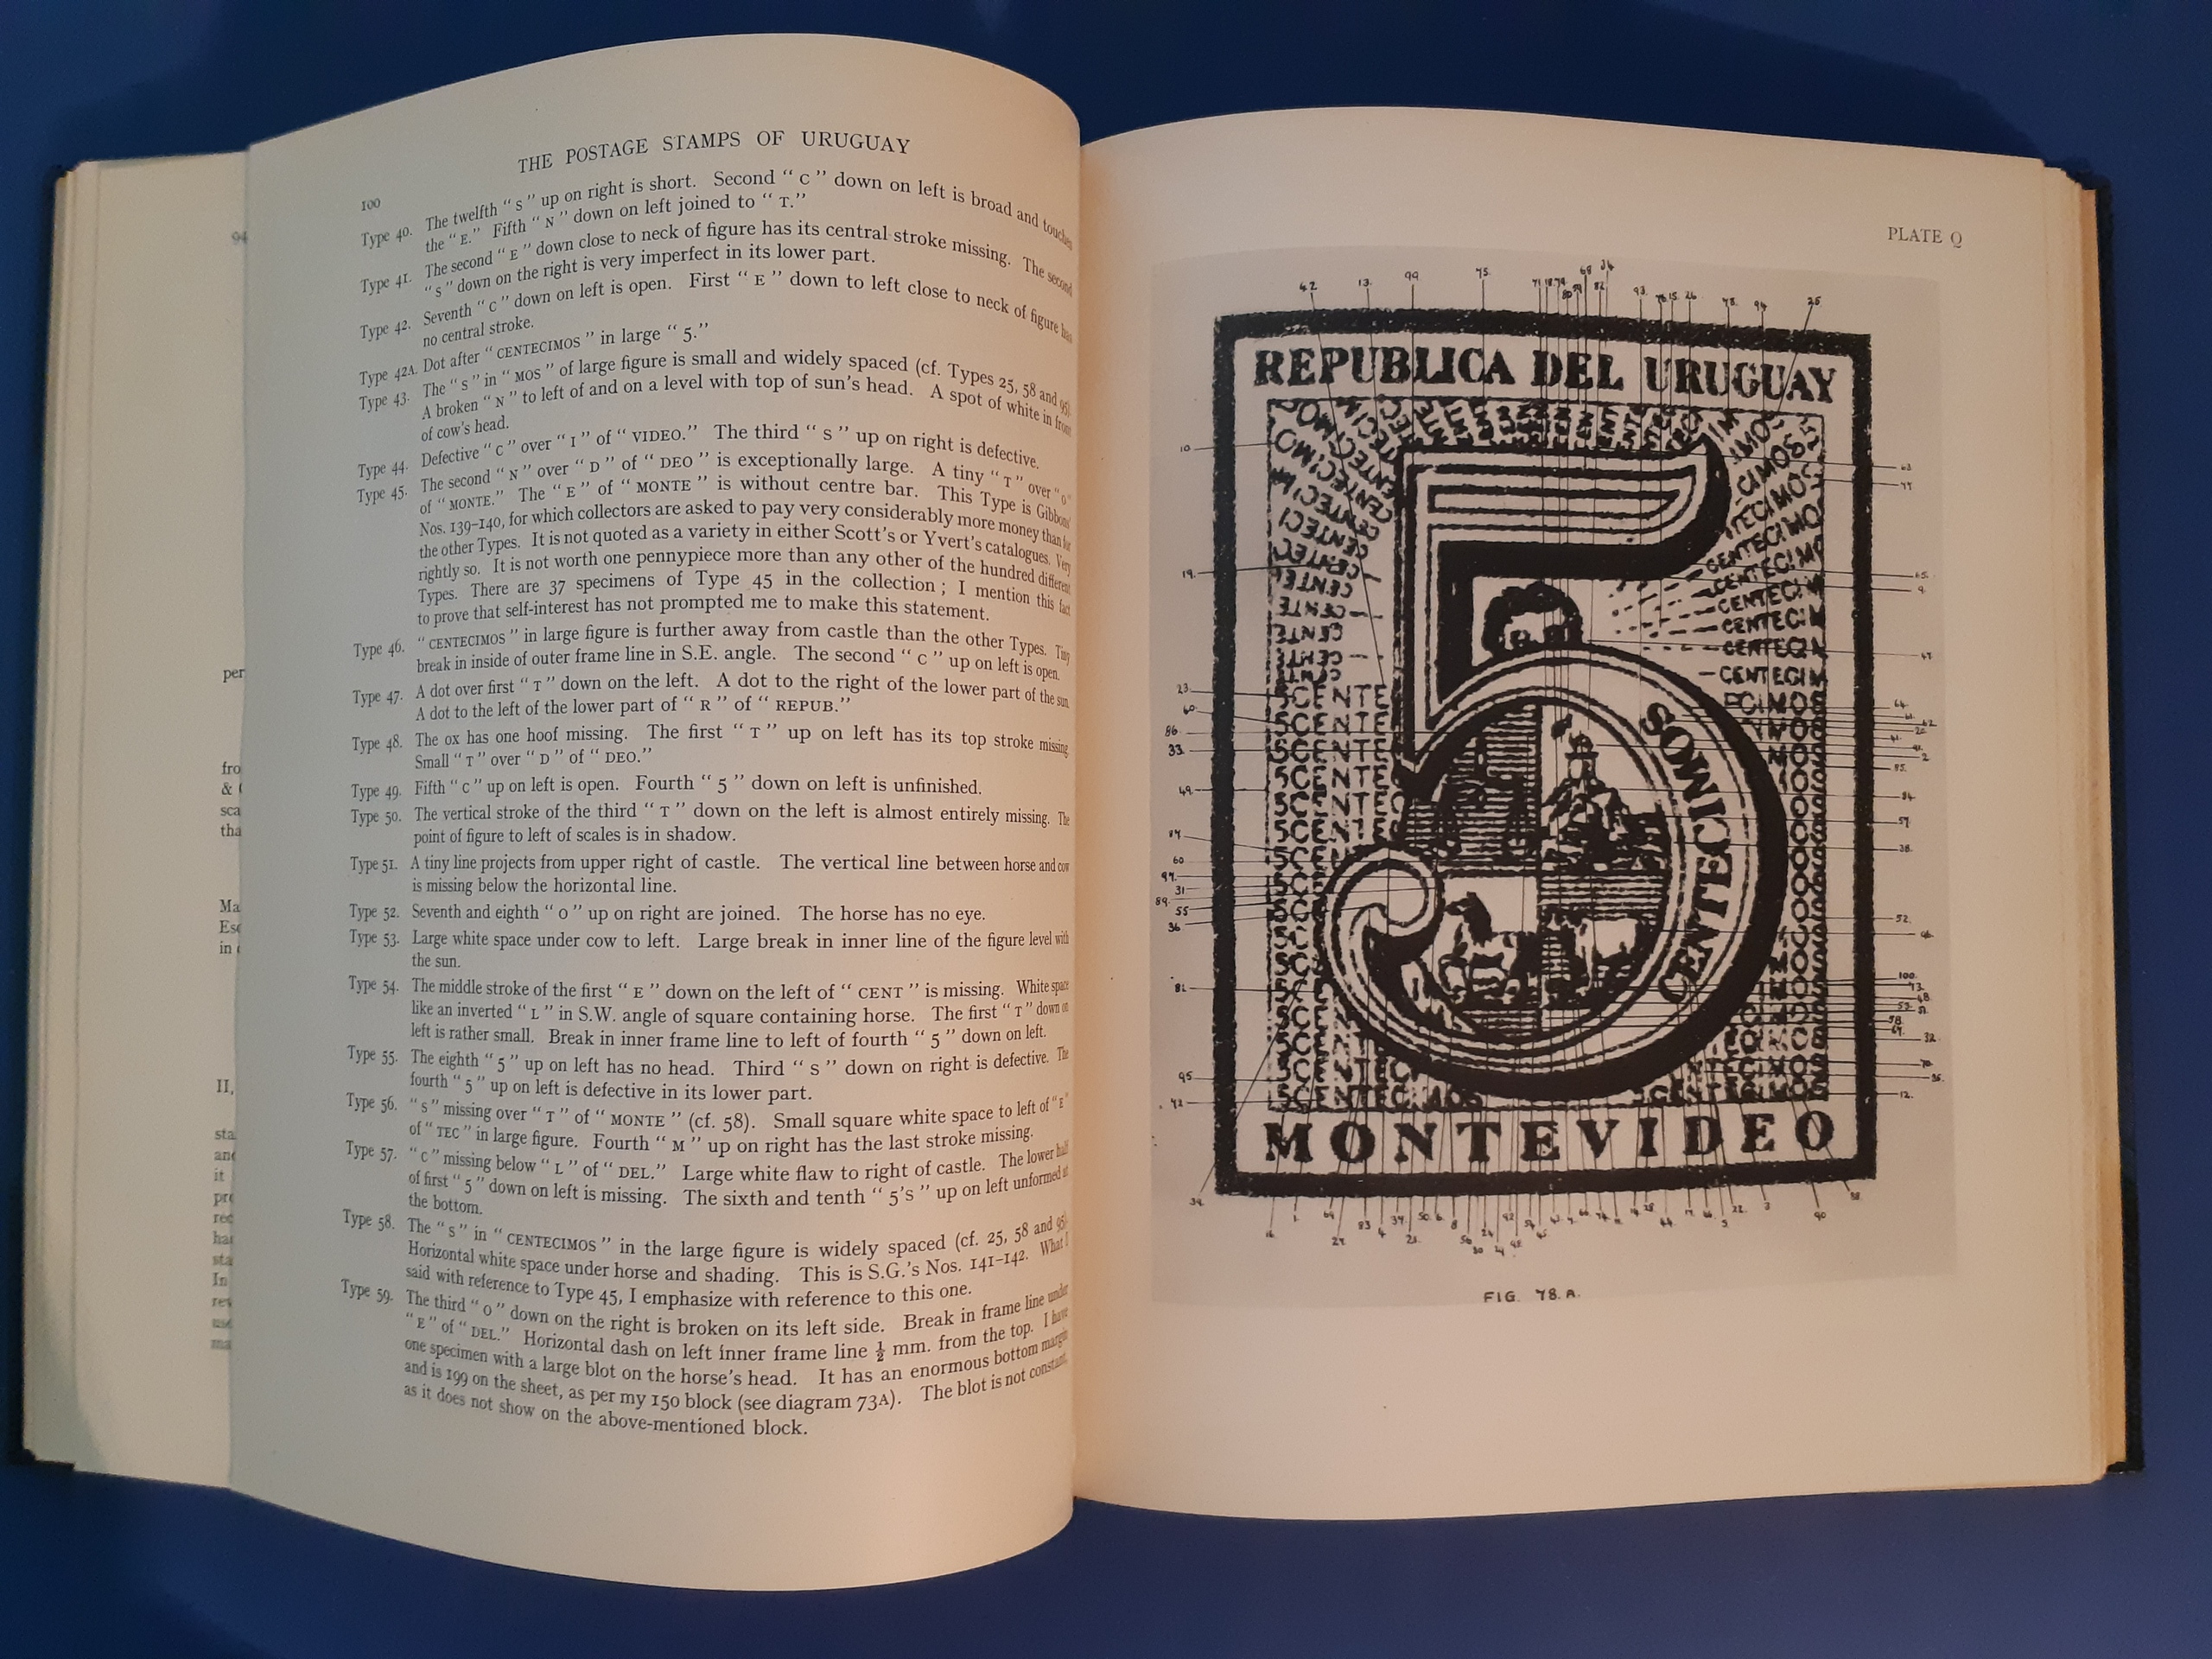 THE POSTAGE STAMPS OF URUGUAY
100
Type 40. The twelfth “ S ” up on right is short. Second “ C ” down on left is broad and touches
the “ E.” Fifth “ N ” down on left joined to “ T.”
Type 41. The second “ E ” down close to neck of figure has its central stroke missing. The second
“ S ” down on the right is very imperfect in its lower part.
Type 42. Seventh “ C ” down on left is open. First “ E ” down to left close to neck of figure has
no central stroke.
Type 42A. Dot after “ CENTECIMOS ” in large “ 5.”
Type 43. The “ S ” in “ MOS ” of large figure is small and widely spaced (cf. Types 25, 58 and 95).
A broken “ N ” to left of and on a level with top of sun's head. A spot of white in front
of cow's head.
Type 44. Defective “ C ” over “ I ” of “ VIDEO.” The third “ S ” up on right is defective.
Type 45. The second “ N ” over “ D ” of “ DEO ” is exceptionally large. A tiny “ T ” over “ O ”
of “ MONTE.” The “ E ” of “ MONTE ” is without centre bar. This Type is Gibbons'
Nos. 139–140, for which collectors are asked to pay very considerably more money than for
the other Types. It is not quoted as a variety in either Scott's or Yvert's catalogues. Very
rightly so. It is not worth one pennypiece more than any other of the hundred different
Types. There are 37 specimens of Type 45 in the collection ; I mention this fact
to prove that self-interest has not prompted me to make this statement.
Type 46. “ CENTECIMOS ” in large figure is further away from castle than the other Types. Tiny
break in inside of outer frame line in S.E. angle. The second “ C ” up on left is open.
Type 47. A dot over first “ T ” down on the left. A dot to the right of the lower part of the sun.
A dot to the left of the lower part of “ R ” of “ REPUB.”
Type 48. The ox has one hoof missing. The first “ T ” up on left has its top stroke missing.
Small “ T ” over “ D ” of “ DEO.”
Type 49. Fifth “ C ” up on left is open. Fourth “ 5 ” down on left is unfinished.
Type 50. The vertical stroke of the third “ T ” down on the left is almost entirely missing. The
point of figure to left of scales is in shadow.
Type 51. A tiny line projects from upper right of castle. The vertical line between horse and cow
is missing below the horizontal line.
Type 52. Seventh and eighth “ O ” up on right are joined. The horse has no eye.
Type 53. Large white space under cow to left. Large break in inner line of the figure level with
the sun.
Type 54. The middle stroke of the first “ E ” down on the left of “ CENT ” is missing. White space
like an inverted “ L ” in S.W. angle of square containing horse. The first “ T ” down on
left is rather small. Break in inner frame line to left of fourth “ 5 ” down on left.
Type 55. The eighth “ 5 ” up on left has no head. Third “ S ” down on right is defective. The
fourth “ 5 ” up on left is defective in its lower part.
Type 56. “ S ” missing over “ T ” of “ MONTE ” (cf. 58). Small square white space to left of “ E ”
of “ TEC ” in large figure. Fourth “ M ” up on right has the last stroke missing.
Type 57. “ C ” missing below “ L ” of “ DEL.” Large white flaw to right of castle. The lower half
of first “ 5 ” down on left is missing. The sixth and tenth “ 5's ” up on left unformed at
the bottom.
Type 58. The “ S ” in “ CENTECIMOS ” in the large figure is widely spaced (cf. 25, 58 and 95).
Horizontal white space under horse and shading. This is S.G.'s Nos. 141–142. What I
said with reference to Type 45, I emphasize with reference to this one.
Type 59. The third “ O ” down on the right is broken on its left side. Break in frame line under
“ E ” of “ DEL.” Horizontal dash on left inner frame line ½ mm. from the top. I have
one specimen with a large blot on the horse's head. It has an enormous bottom margin
and is 199 on the sheet, as per my 150 block (see diagram 73A). The blot is not constant,
as it does not show on the above-mentioned block.
PLATE Q
REPUBLICA DEL URUGUAY
CENTECIMOS
MONTEVIDEO
FIG. 78.A.